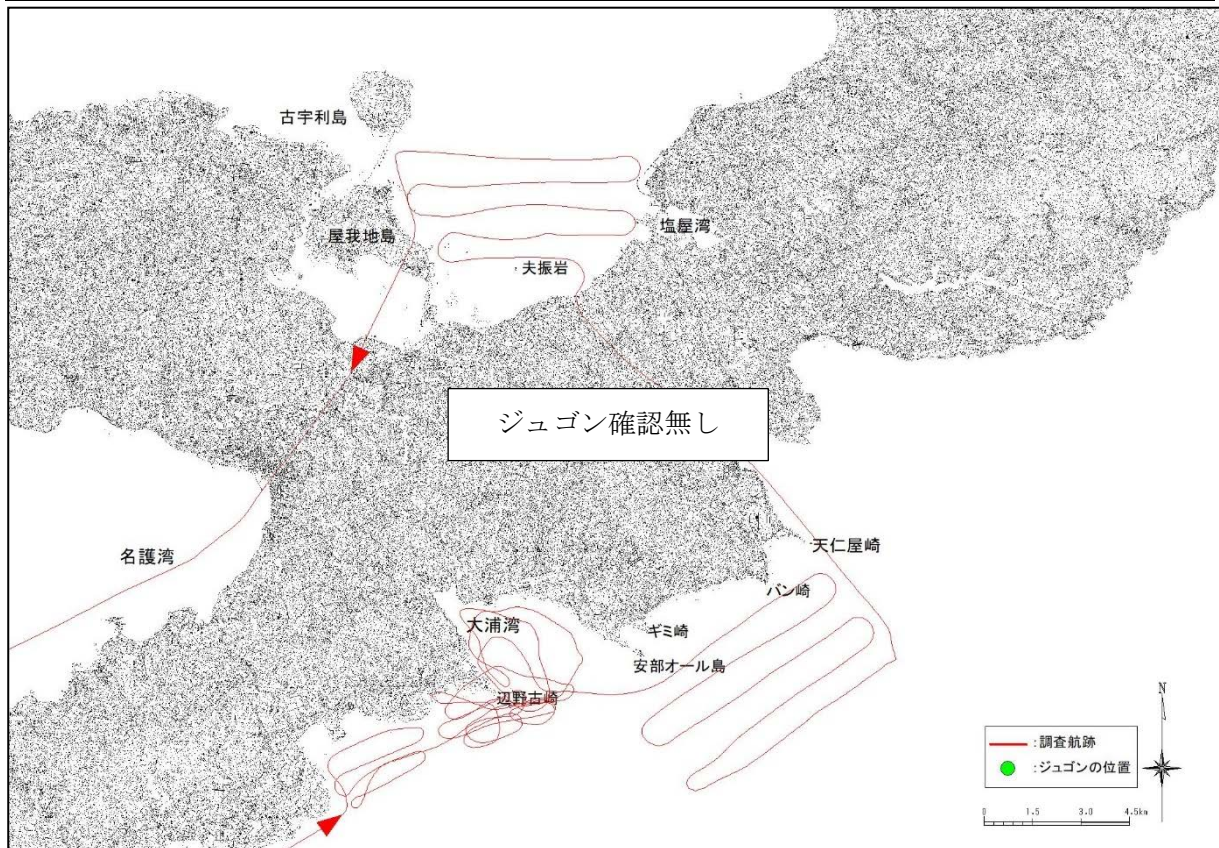 古宇利島
屋我地島
塩屋湾
夫振岩
ジュゴン確認無し
名護湾
天仁屋崎
バン崎
大浦湾
ギミ崎
安部オール島
辺野古崎
N
:調査航跡
:ジュゴンの位置
0 1.5 3.0 4.5km